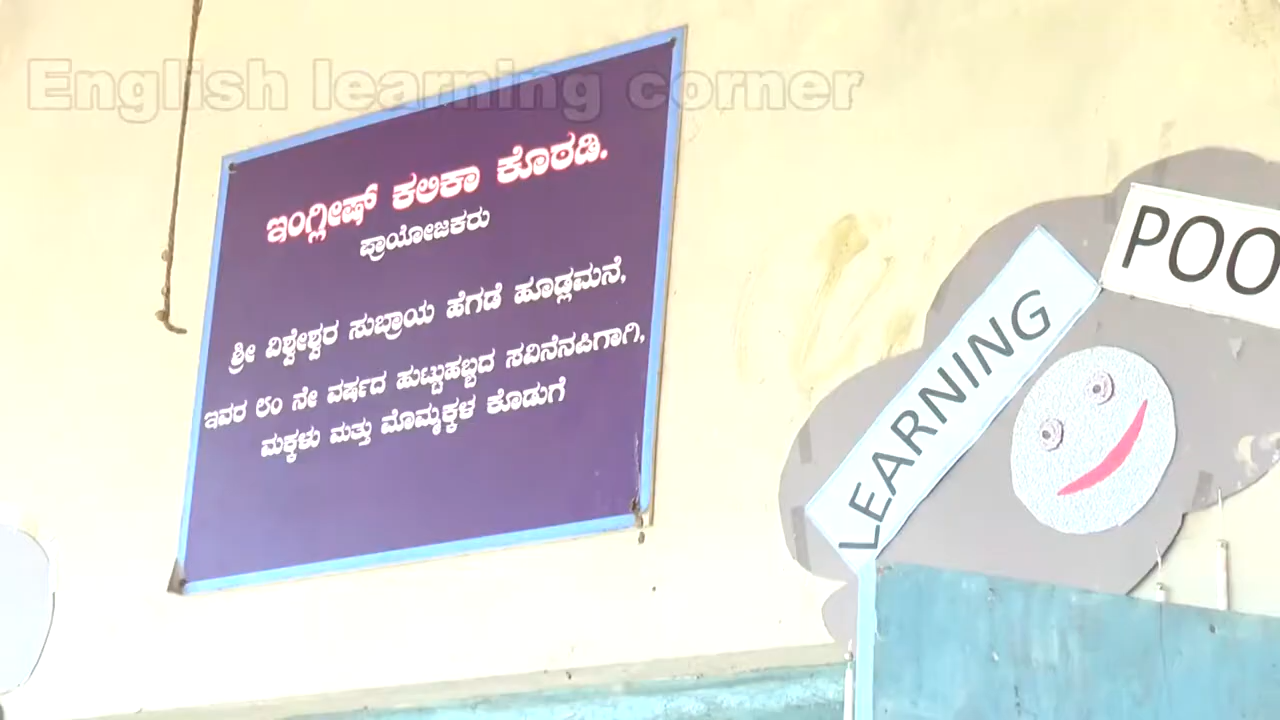 English learning corner
ಇಂಗ್ಲೀಷ್ ಕಲಿಕಾ ಕೊಠಡಿ.
ಪ್ರಾಯೋಜಕರು
ಶ್ರೀ ವಿಶ್ವೇಶ್ವರ ಸುಬ್ರಾಯ ಹೆಗಡೆ ಹೂಡ್ಲಮನೆ,
ಇವರ ೮೦ ನೇ ವರ್ಷದ ಹುಟ್ಟುಹಬ್ಬದ ಸವಿನೆನಪಿಗಾಗಿ,
ಮಕ್ಕಳು ಮತ್ತು ಮೊಮ್ಮಕ್ಕಳ ಕೊಡುಗೆ
LEARNING
POO